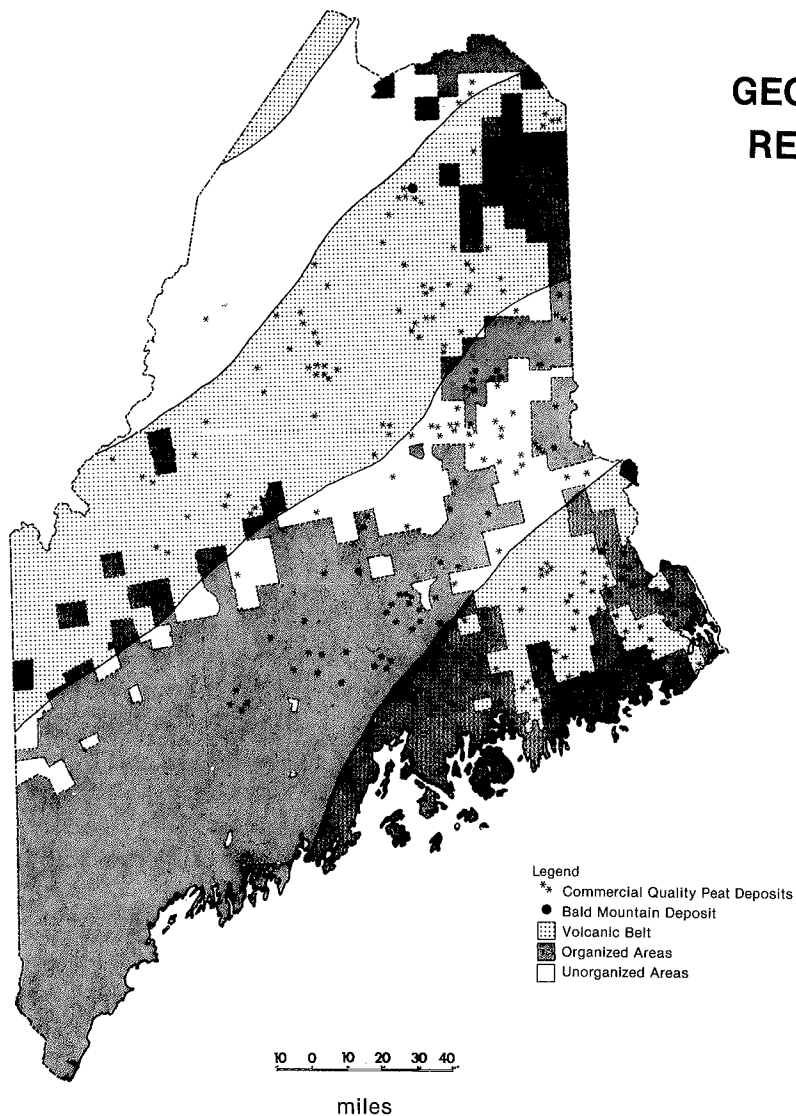 GEO
RE
Legend
Commercial Quality Peat Deposits
Bald Mountain Deposit
Volcanic Belt
Organized Areas
Unorganized Areas
10 0 10 20 30 40
miles